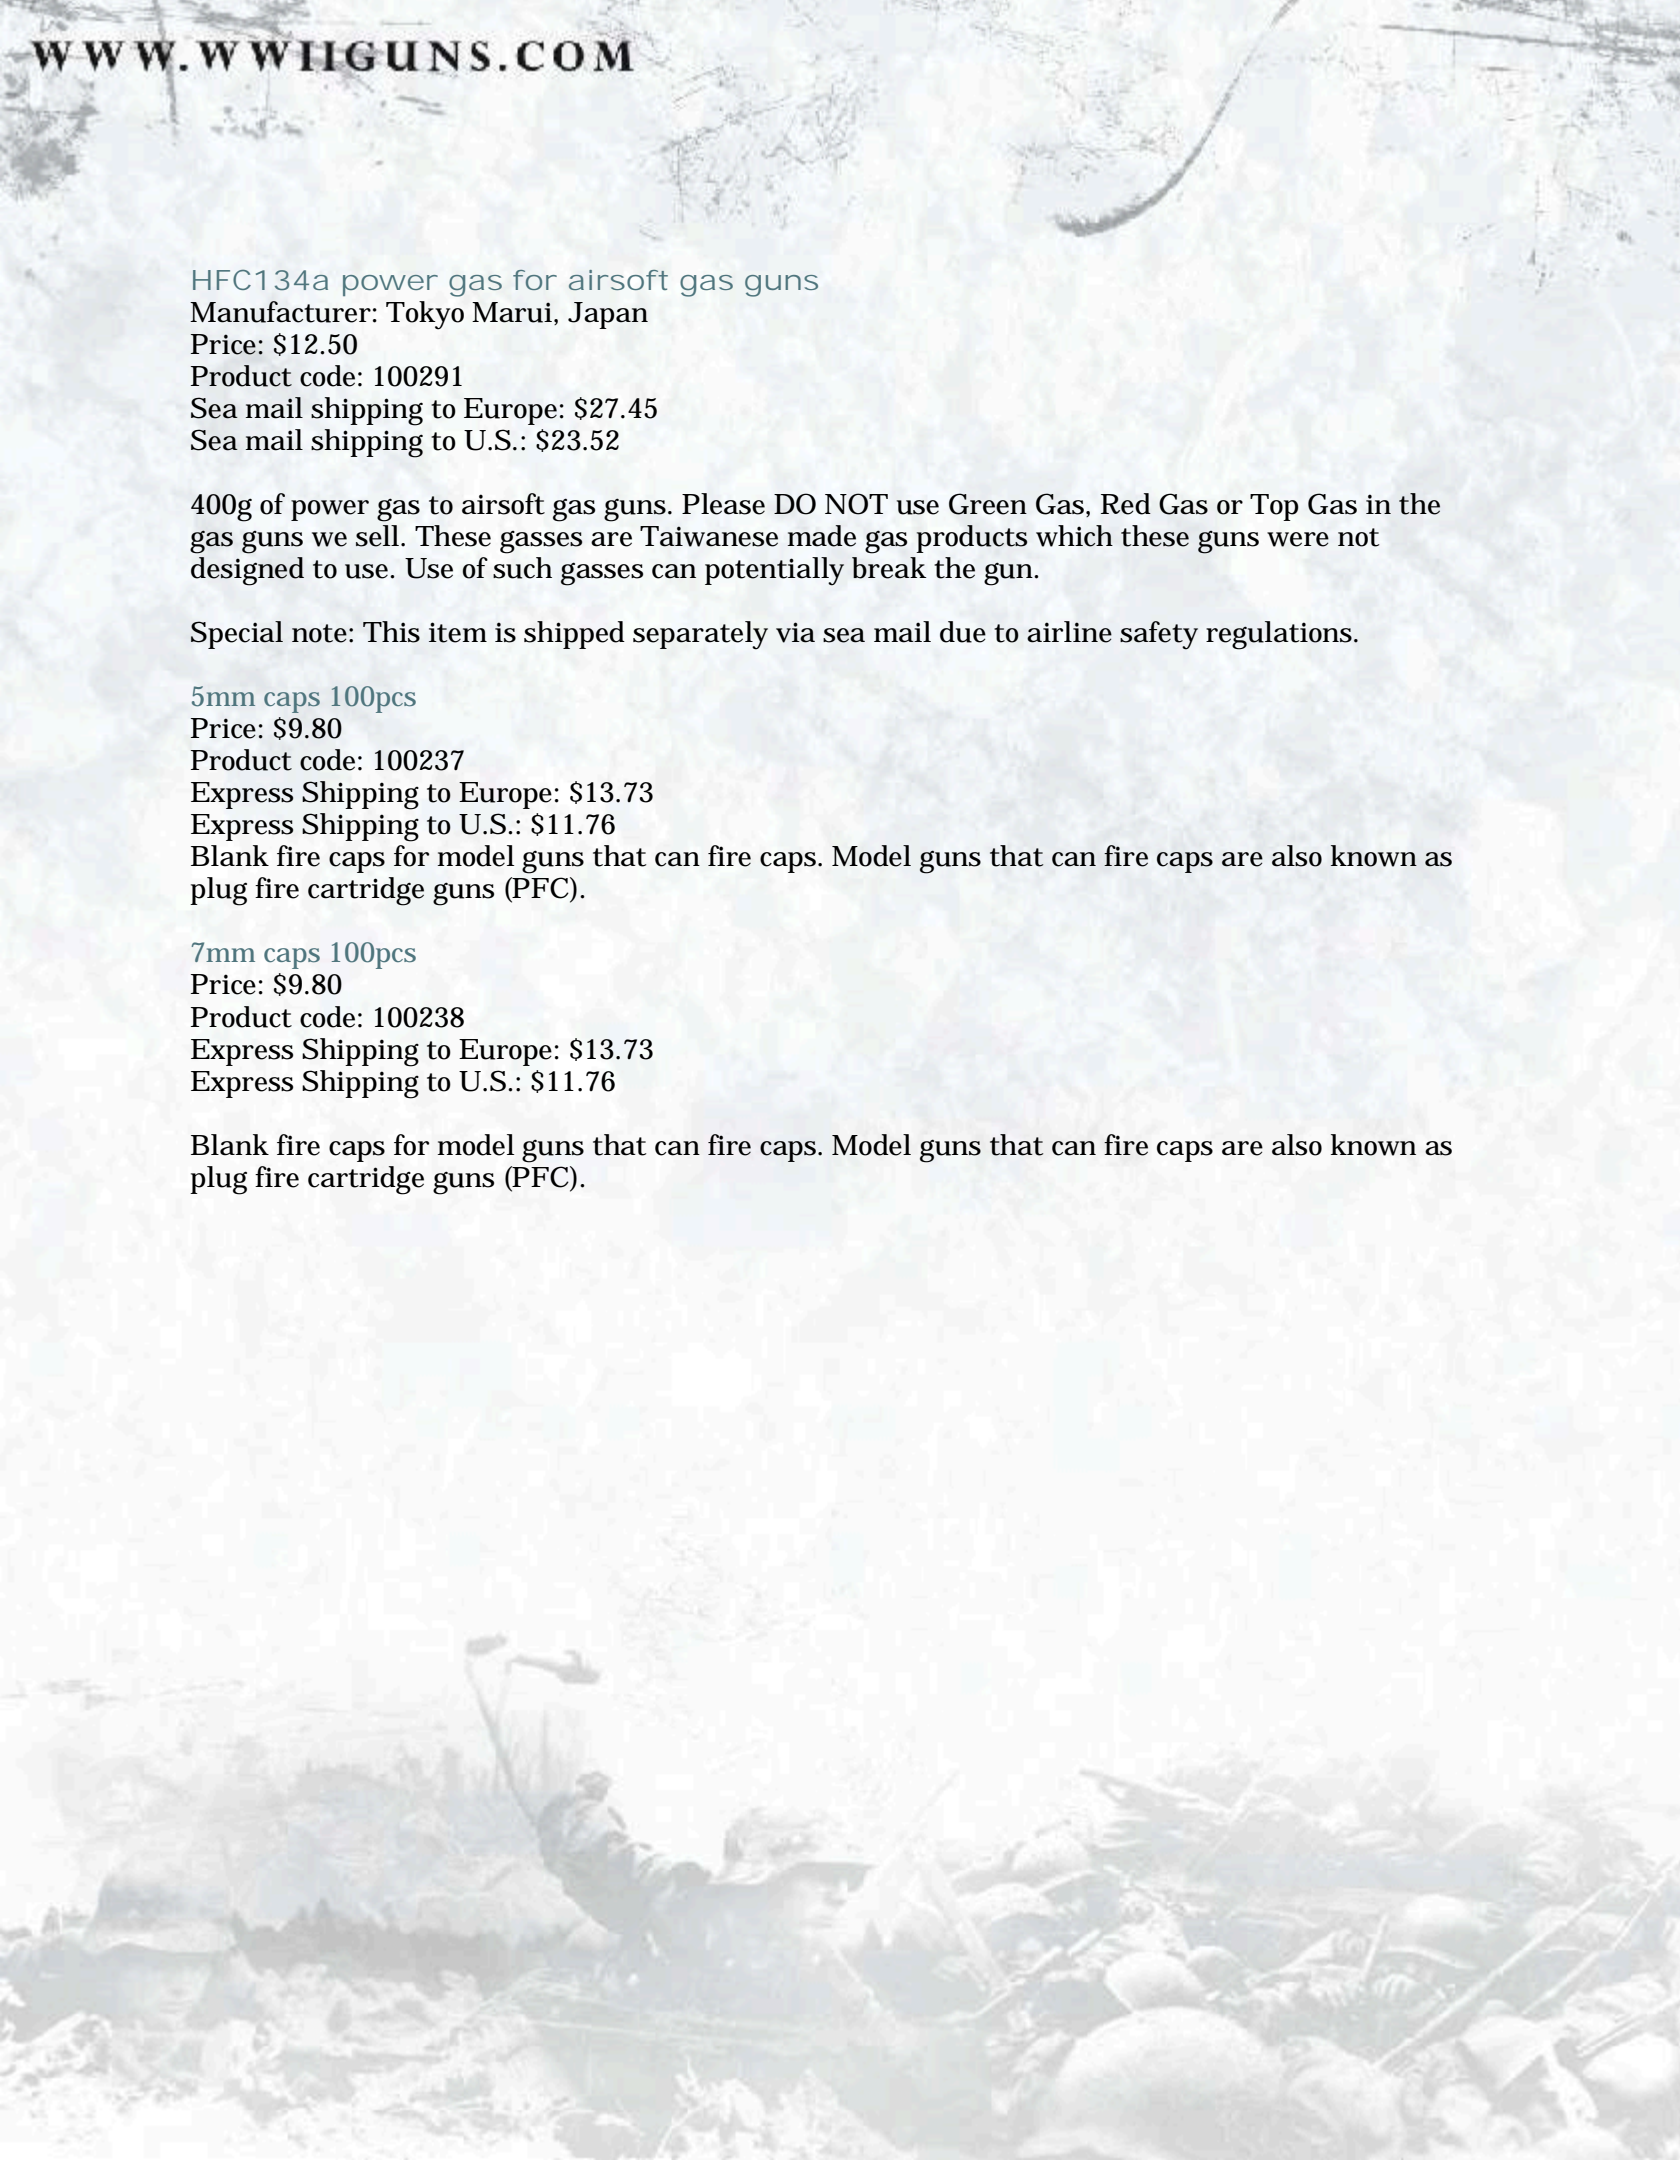 WWW.WWIIGUNS.COM
HFC134a power gas for airsoft gas guns
Manufacturer: Tokyo Marui, Japan
Price: $12.50
Product code: 100291
Sea mail shipping to Europe: $27.45
Sea mail shipping to U.S.: $23.52
400g of power gas to airsoft gas guns. Please DO NOT use Green Gas, Red Gas or Top Gas in the
gas guns we sell. These gasses are Taiwanese made gas products which these guns were not
designed to use. Use of such gasses can potentially break the gun.
Special note: This item is shipped separately via sea mail due to airline safety regulations.
5mm caps 100pcs
Price: $9.80
Product code: 100237
Express Shipping to Europe: $13.73
Express Shipping to U.S.: $11.76
Blank fire caps for model guns that can fire caps. Model guns that can fire caps are also known as
plug fire cartridge guns (PFC).
7mm caps 100pcs
Price: $9.80
Product code: 100238
Express Shipping to Europe: $13.73
Express Shipping to U.S.: $11.76
Blank fire caps for model guns that can fire caps. Model guns that can fire caps are also known as
plug fire cartridge guns (PFC).